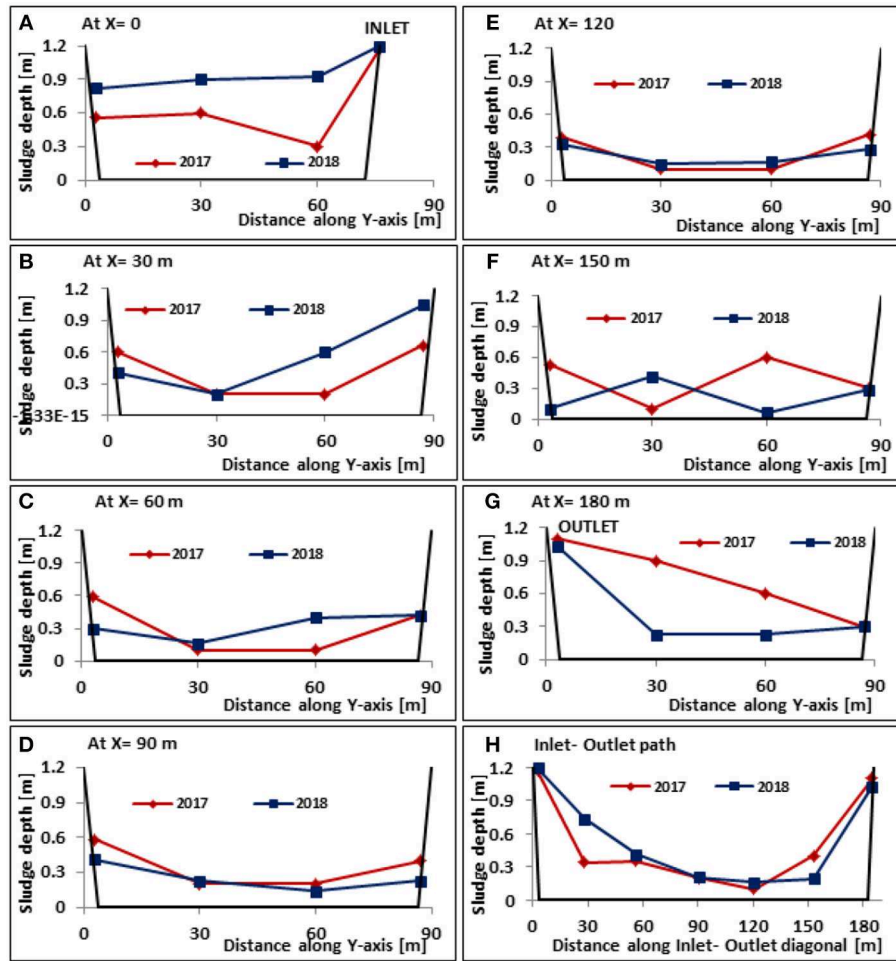 A At X= 0
INLET
1.2
0.9
0.6
0.3
0
Sludge depth [m]
2017 2018
0 30 60 90
Distance along Y-axis [m]
B At X= 30 m
1.2
0.9
0.6
0.3
33E-15
Sludge depth [m]
2017 2018
0 30 60 90
Distance along Y-axis [m]
C At X= 60 m
1.2
0.9
0.6
0.3
0
Sludge depth [m]
2017 2018
0 30 60 90
Distance along Y-axis [m]
D At X= 90 m
1.2
0.9
0.6
0.3
0
Sludge depth [m]
2017 2018
0 30 60 90
Distance along Y-axis [m]
E At X= 120
1.2
0.9
0.6
0.3
0
Sludge depth [m]
2017 2018
0 30 60 90
Distance along Y-axis [m]
F At X= 150 m
1.2
0.9
0.6
0.3
0
Sludge depth [m]
2017 2018
0 30 60 90
Distance along Y-axis [m]
G At X= 180 m
OUTLET
1.2
0.9
0.6
0.3
0
Sludge depth [m]
2017 2018
0 30 60 90
Distance along Y-axis [m]
H Inlet- Outlet path
1.2
0.9
0.6
0.3
0
Sludge depth [m]
2017 2018
0 30 60 90 120 150 180
Distance along Inlet- Outlet diagonal [m]